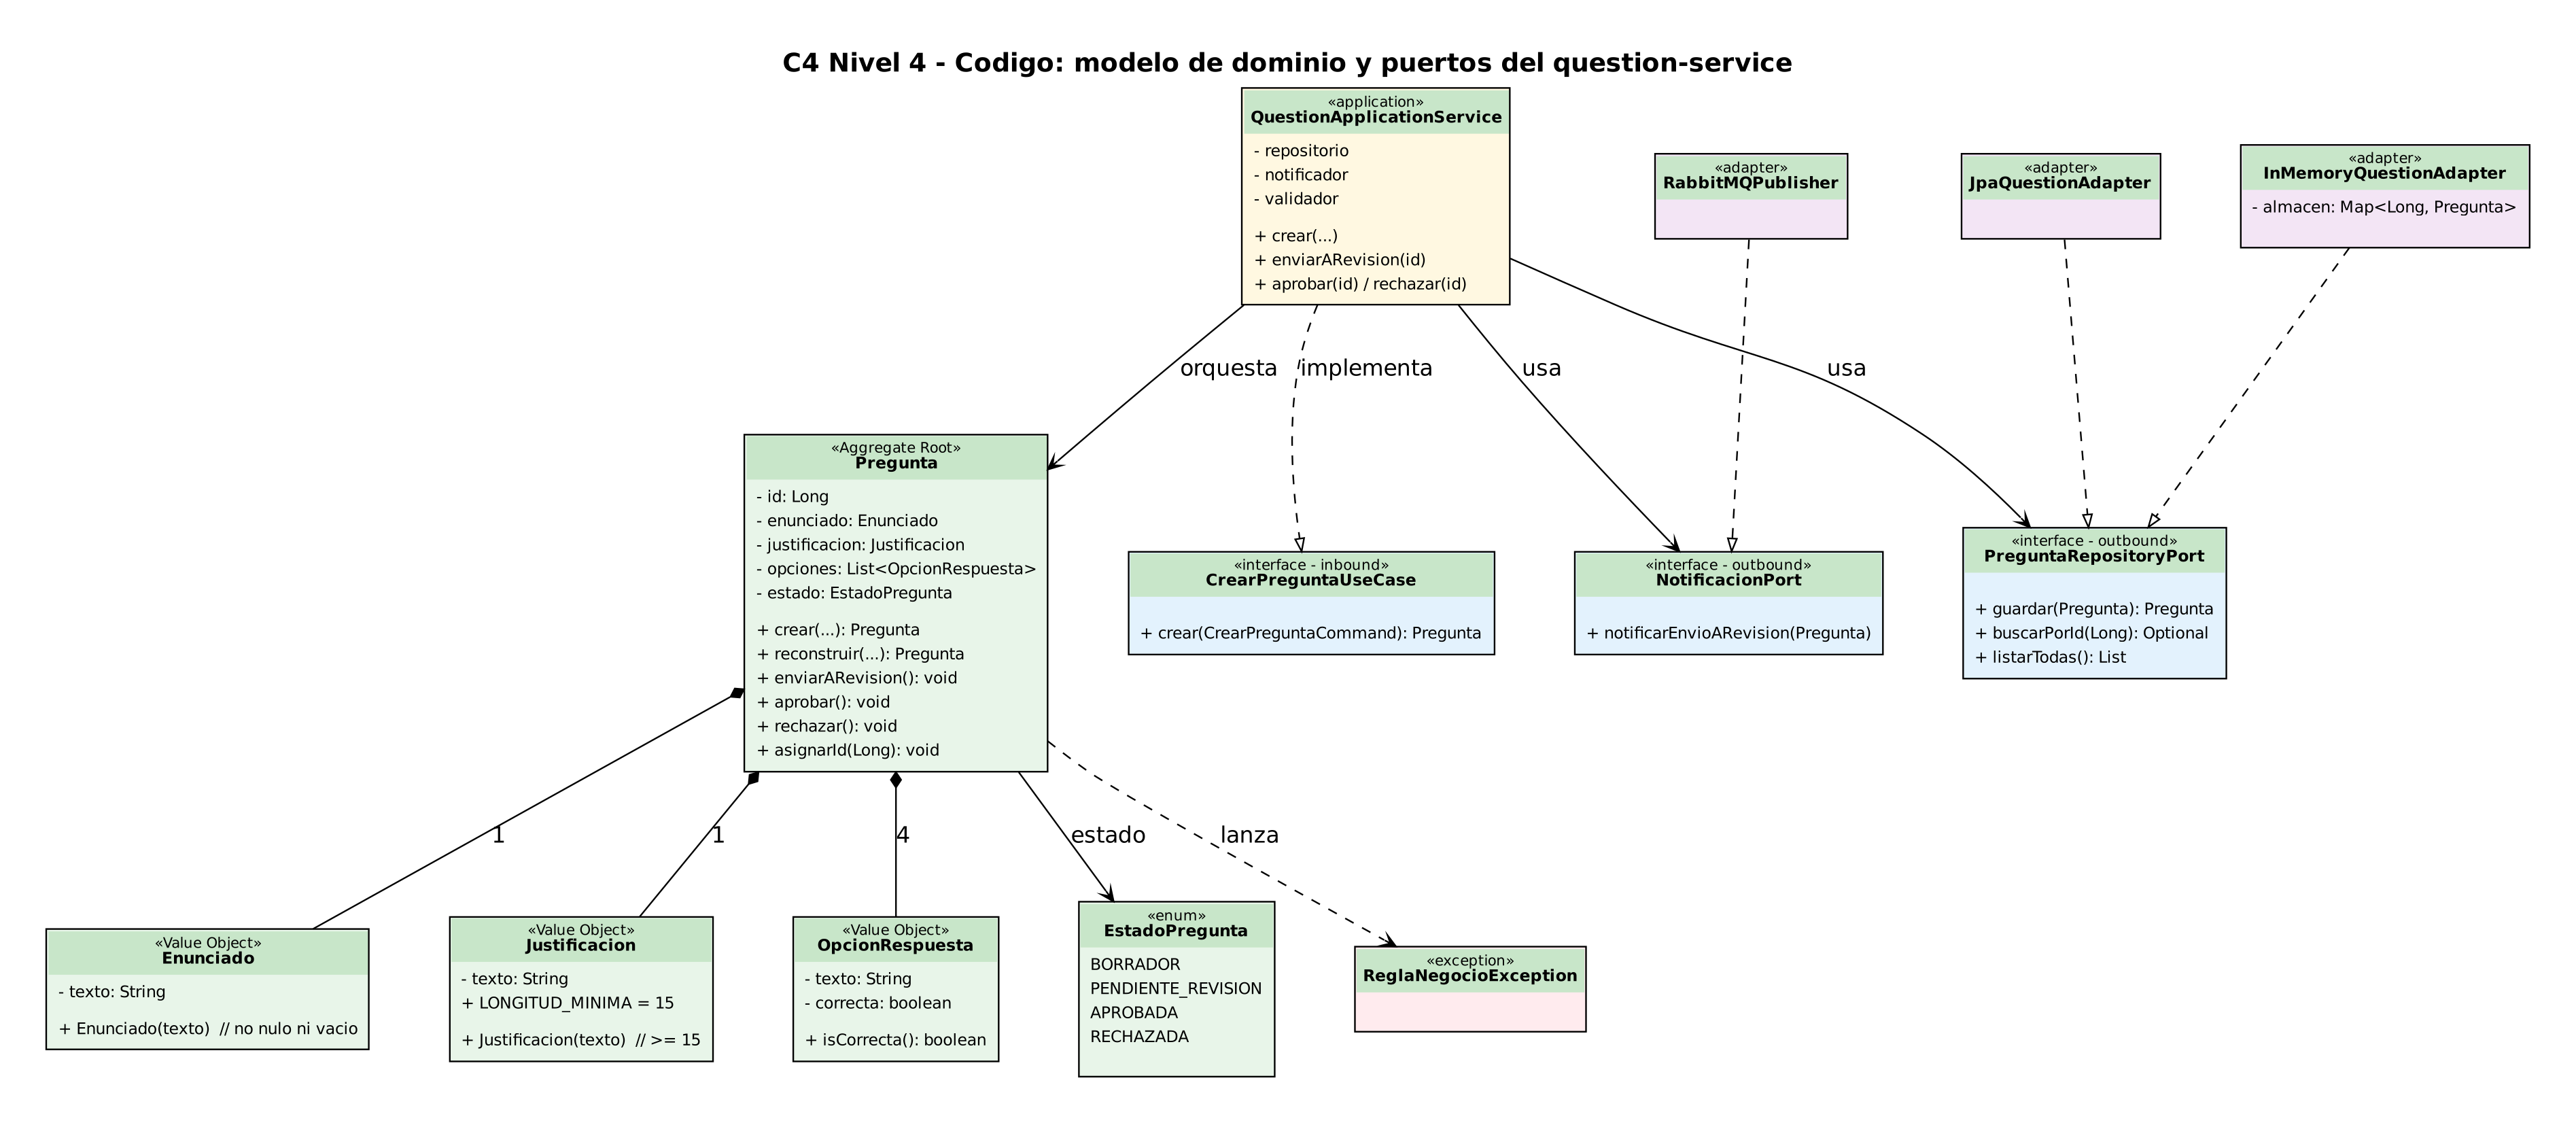 C4 Nivel 4 - Codigo: modelo de dominio y puertos del question-service
«application»
QuestionApplicationService
- repositorio
- notificador
- validador
+ crear(...)
+ enviarARevision(id)
+ aprobar(id) / rechazar(id)
«adapter»
RabbitMQPublisher
«adapter»
JpaQuestionAdapter
«adapter»
InMemoryQuestionAdapter
- almacen: Map<Long, Pregunta>
orquesta
implementa
usa
usa
«Aggregate Root»
Pregunta
- id: Long
- enunciado: Enunciado
- justificacion: Justificacion
- opciones: List<OpcionRespuesta>
- estado: EstadoPregunta
+ crear(...): Pregunta
+ reconstruir(...): Pregunta
+ enviarARevision(): void
+ aprobar(): void
+ rechazar(): void
+ asignarId(Long): void
«interface - inbound»
CrearPreguntaUseCase
+ crear(CrearPreguntaCommand): Pregunta
«interface - outbound»
NotificacionPort
+ notificarEnvioARevision(Pregunta)
«interface - outbound»
PreguntaRepositoryPort
+ guardar(Pregunta): Pregunta
+ buscarPorId(Long): Optional
+ listarTodas(): List
1
1
4
estado
lanza
«Value Object»
Enunciado
- texto: String
+ Enunciado(texto)  // no nulo ni vacio
«Value Object»
Justificacion
- texto: String
+ LONGITUD_MINIMA = 15
+ Justificacion(texto)  // >= 15
«Value Object»
OpcionRespuesta
- texto: String
- correcta: boolean
+ isCorrecta(): boolean
«enum»
EstadoPregunta
BORRADOR
PENDIENTE_REVISION
APROBADA
RECHAZADA
«exception»
ReglaNegocioException